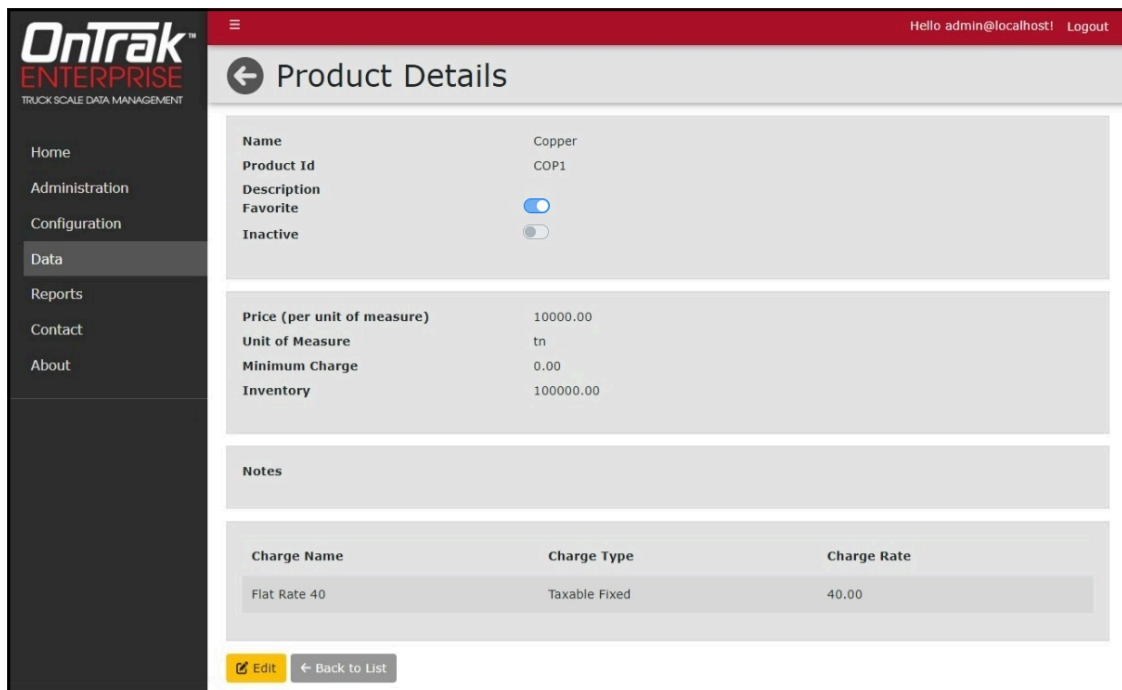 OnTrak™
ENTERPRISE
TRUCK SCALE DATA MANAGEMENT
Home
Administration
Configuration
Data
Reports
Contact
About
Hello admin@localhost! Logout
Product Details
Name Copper
Product Id COP1
Description
Favorite
Inactive
Price (per unit of measure) 10000.00
Unit of Measure tn
Minimum Charge 0.00
Inventory 100000.00
Notes
Charge Name Charge Type Charge Rate
Flat Rate 40 Taxable Fixed 40.00
Edit ← Back to List